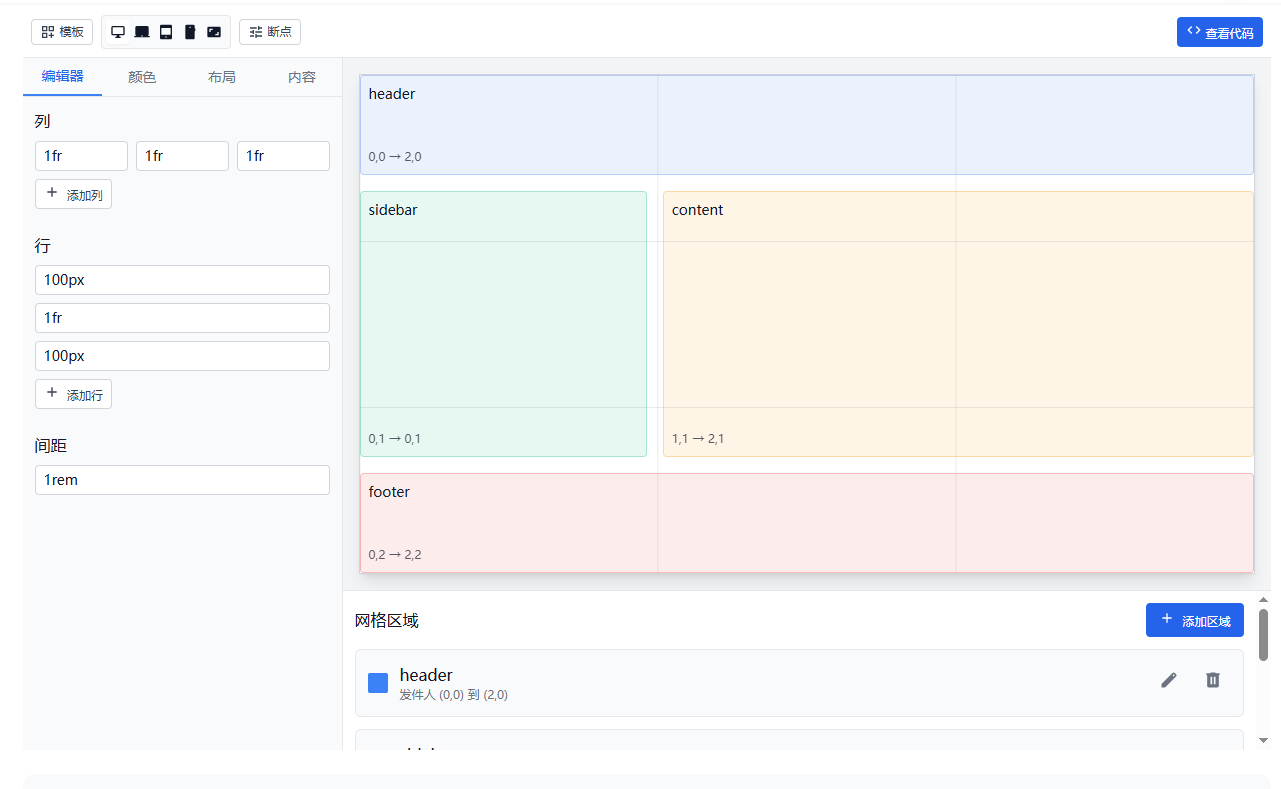 模板
断点
查看代码
编辑器 颜色 布局 内容
列
1fr 1fr 1fr
添加列
行
100px
1fr
100px
添加行
间距
1rem
header
0,0 → 2,0
sidebar
0,1 → 0,1
content
1,1 → 2,1
footer
0,2 → 2,2
网格区域
添加区域
header
发件人 (0,0) 到 (2,0)